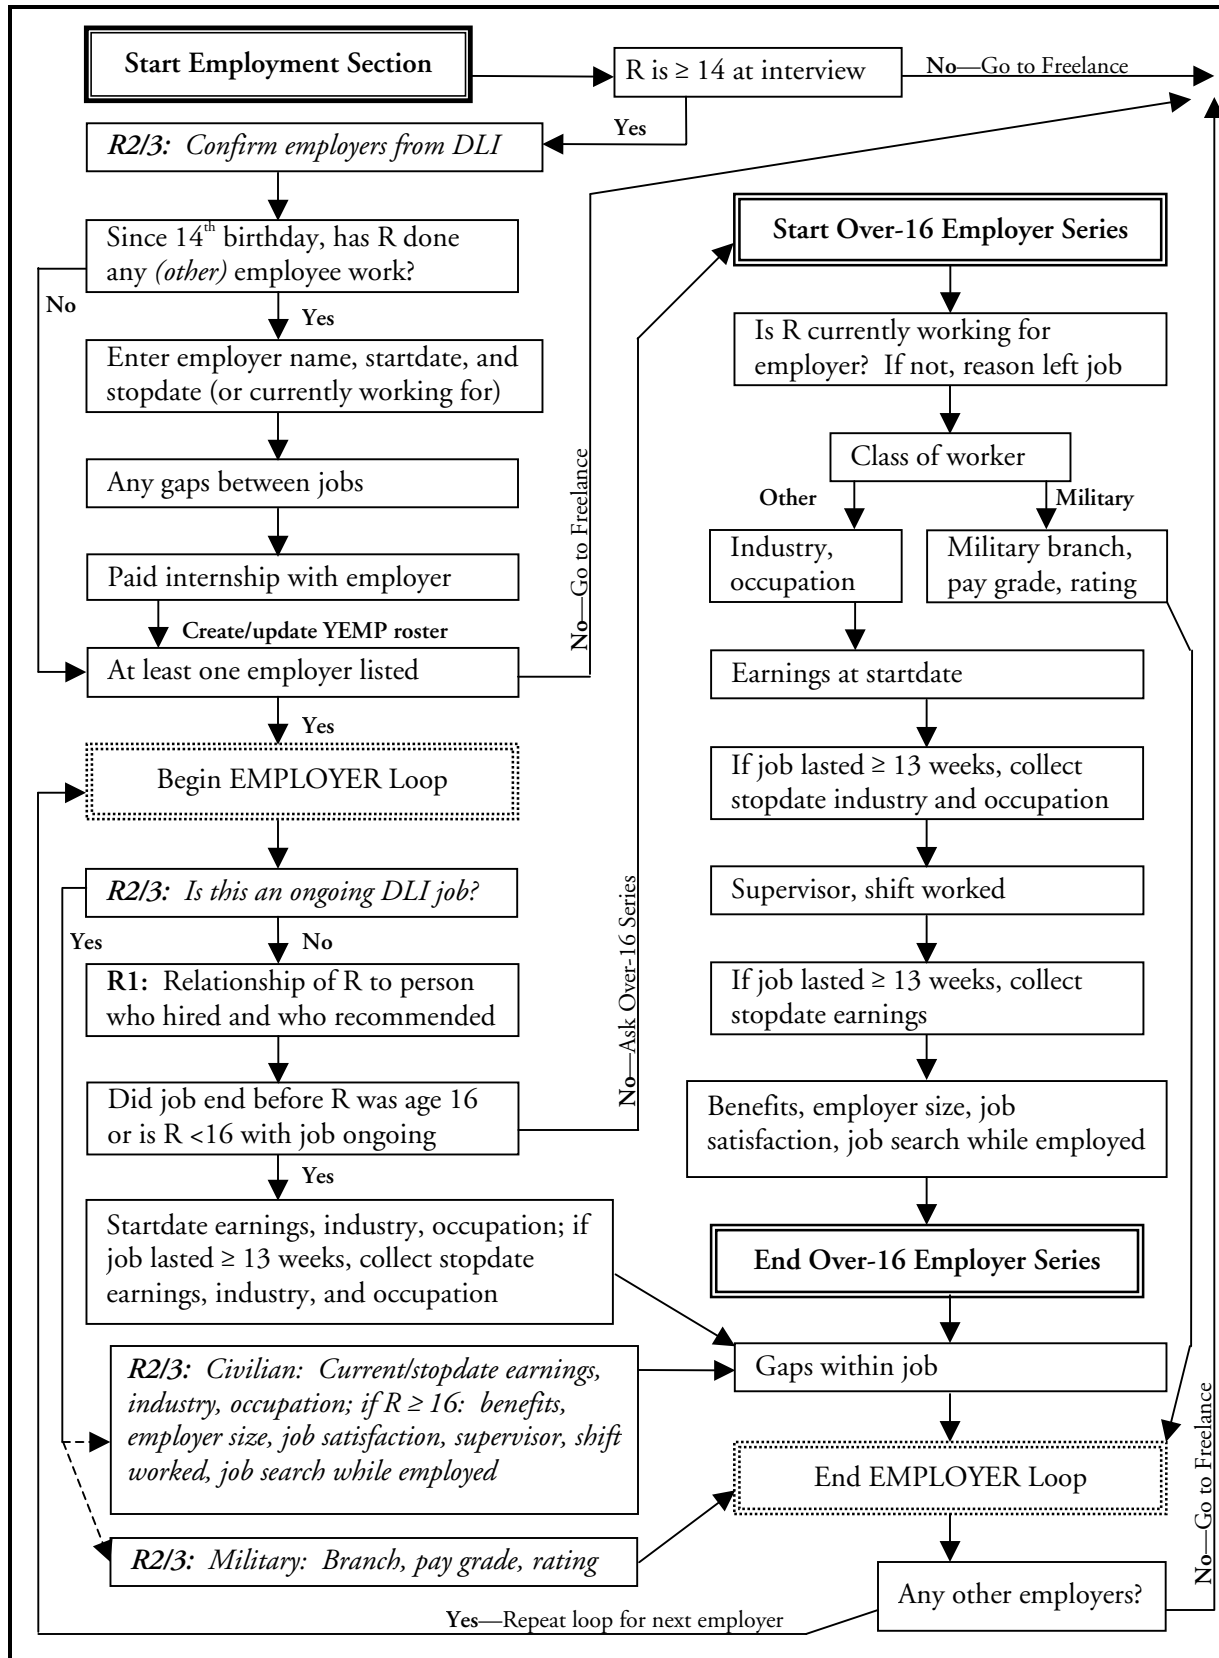 Start Employment Section
R is ≥ 14 at interview
No—Go to Freelance
Yes
R2/3: Confirm employers from DLI
Since 14th birthday, has R done
any (other) employee work?
No
Yes
Enter employer name, startdate, and
stopdate (or currently working for)
Any gaps between jobs
Paid internship with employer
Create/update YEMP roster
At least one employer listed
No—Go to Freelance
Yes
Begin EMPLOYER Loop
R2/3: Is this an ongoing DLI job?
Yes
No
R1: Relationship of R to person
who hired and who recommended
Did job end before R was age 16
or is R <16 with job ongoing
No—Ask Over-16 Series
Yes
Startdate earnings, industry, occupation; if
job lasted ≥ 13 weeks, collect stopdate
earnings, industry, and occupation
R2/3: Civilian: Current/stopdate earnings,
industry, occupation; if R ≥ 16: benefits,
employer size, job satisfaction, supervisor, shift
worked, job search while employed
R2/3: Military: Branch, pay grade, rating
Start Over-16 Employer Series
Is R currently working for
employer? If not, reason left job
Class of worker
Other
Military
Industry,
occupation
Military branch,
pay grade, rating
Earnings at startdate
If job lasted ≥ 13 weeks, collect
stopdate industry and occupation
Supervisor, shift worked
If job lasted ≥ 13 weeks, collect
stopdate earnings
Benefits, employer size, job
satisfaction, job search while employed
End Over-16 Employer Series
Gaps within job
End EMPLOYER Loop
Any other employers?
No—Go to Freelance
Yes—Repeat loop for next employer